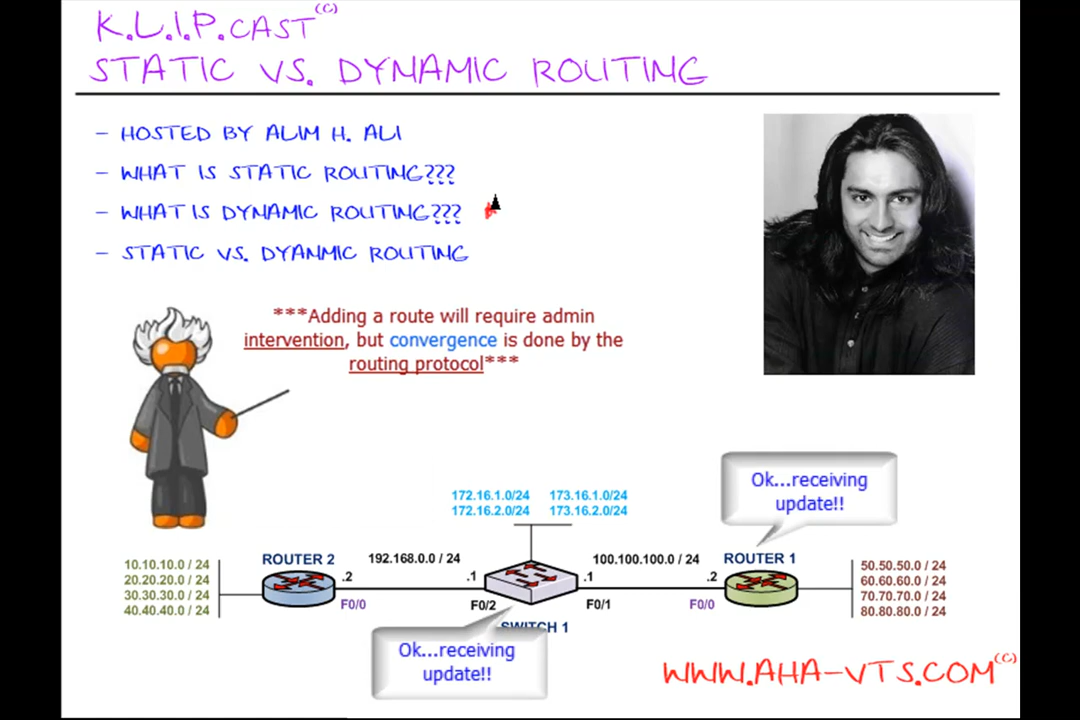 K.L.I.P.CAST (C)
STATIC VS. DYNAMIC ROUTING
- HOSTED BY ALIM H. ALI
- WHAT IS STATIC ROUTING???
- WHAT IS DYNAMIC ROUTING???
- STATIC VS. DYANMIC ROUTING
***Adding a route will require admin
intervention, but convergence is done by the
routing protocol***
Ok...receiving
update!!
172.16.1.0/24 173.16.1.0/24
172.16.2.0/24 173.16.2.0/24
ROUTER 2 192.168.0.0 / 24 100.100.100.0 / 24 ROUTER 1
10.10.10.0 / 24
20.20.20.0 / 24
30.30.30.0 / 24
40.40.40.0 / 24
.2 .1 .1 .2
F0/0 F0/2 F0/1 F0/0
50.50.50.0 / 24
60.60.60.0 / 24
70.70.70.0 / 24
80.80.80.0 / 24
SWITCH 1
Ok...receiving
update!!
WWW.AHA-VTS.COM (C)